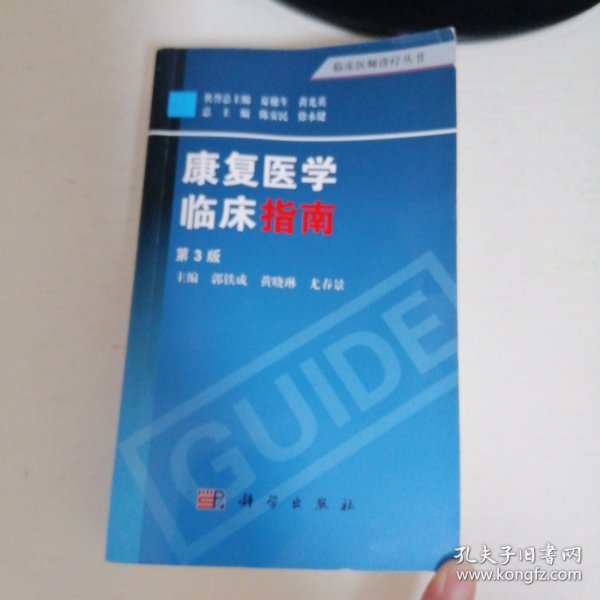 临床医师诊疗丛书
名誉总主编 夏穗生 黄光英
总主编 陈安民 徐永健
康复医学
临床指南
第3版
主编 郭铁成 黄晓琳 尤春景
GUIDE
科学出版社
孔夫子旧书网
www.kongfz.com